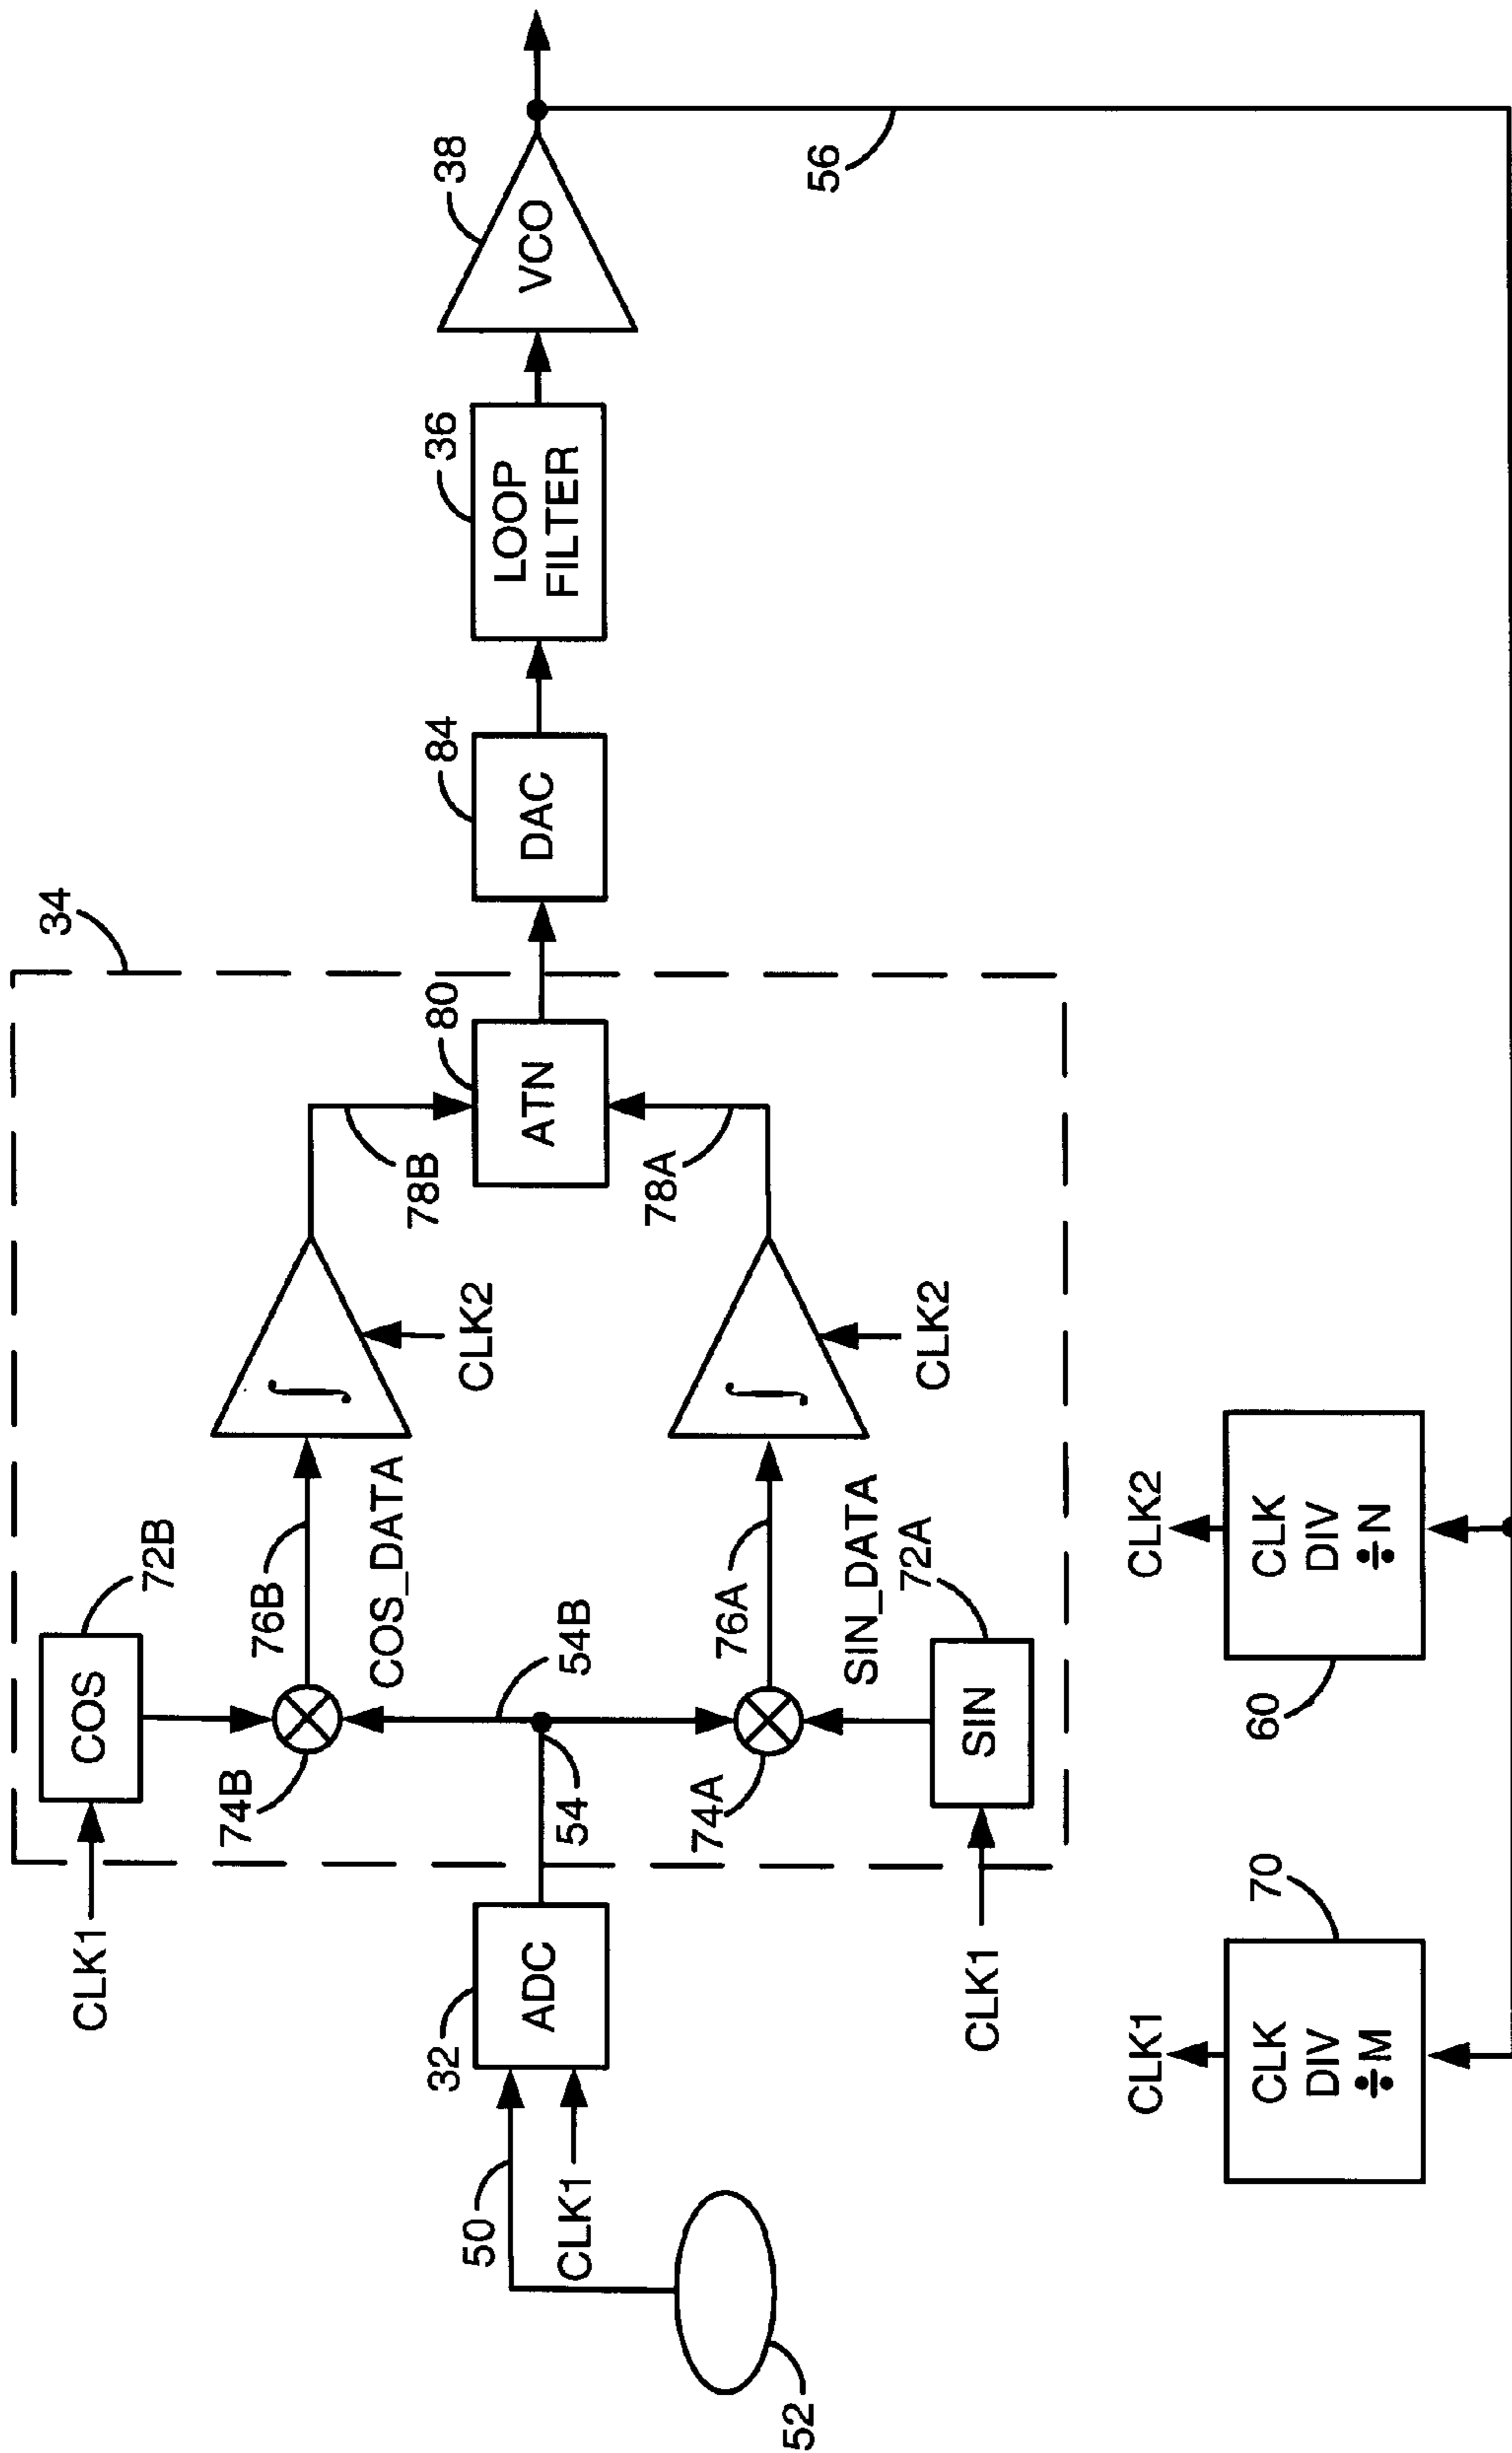 34
CLK1
COS
72B
74B
76B
COS_DATA
CLK2
78B
80
ATN
84
DAC
36
LOOP
FILTER
38
VCO
56
32
ADC
50
CLK1
52
54
54B
74A
76A
SIN_DATA
72A
SIN
CLK1
CLK2
78A
CLK1
70
CLK
DIV
÷M
CLK2
60
CLK
DIV
÷N